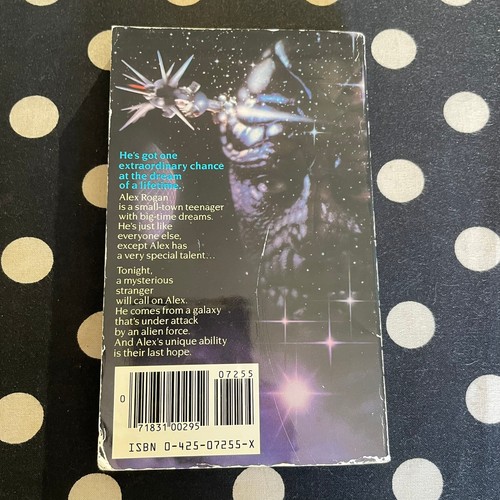 He's got one
extraordinary chance
at the dream
of a lifetime.
Alex Rogan
is a small-town teenager
with big-time dreams.
He's just like
everyone else,
except Alex has
a very special talent...
Tonight,
a mysterious
stranger
will call on Alex.
He comes from a galaxy
that's under attack
by an alien force.
And Alex's unique ability
is their last hope.
07255
0
71831 00295
ISBN 0-425-07255-X